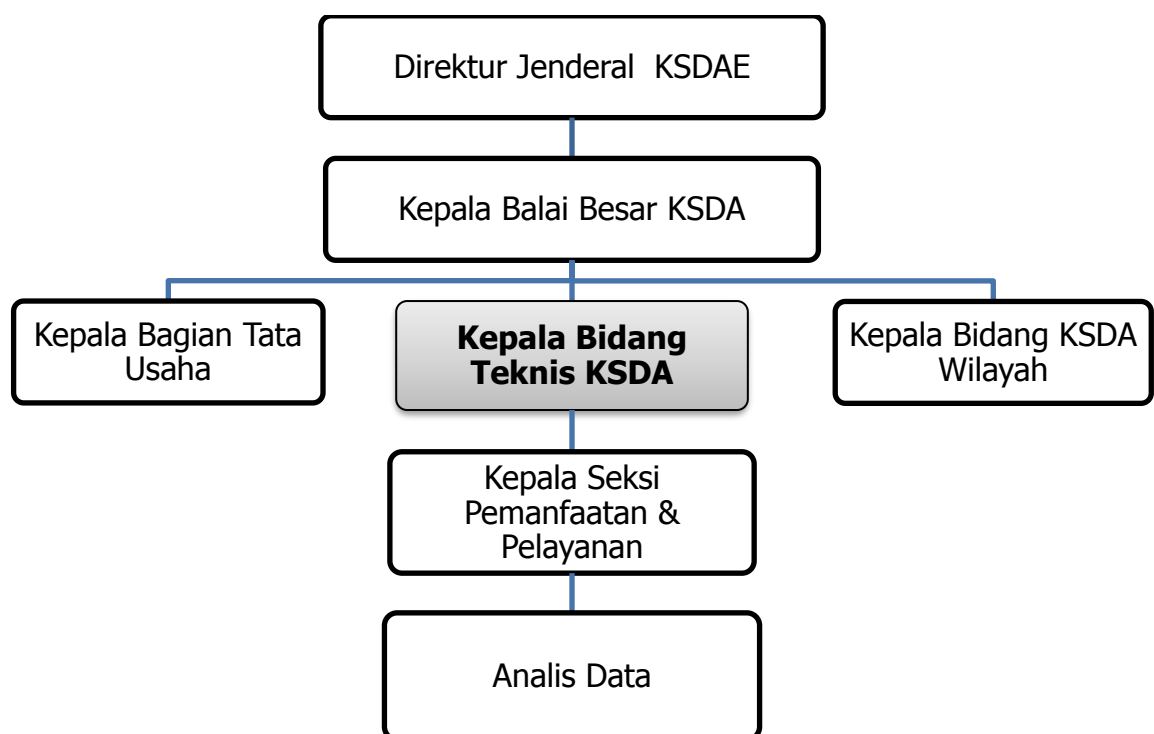 Direktur Jenderal KSDAE
Kepala Balai Besar KSDA
Kepala Bagian Tata
Usaha
Kepala Bidang
Teknis KSDA
Kepala Bidang KSDA
Wilayah
Kepala Seksi
Pemanfaatan &
Pelayanan
Analis Data